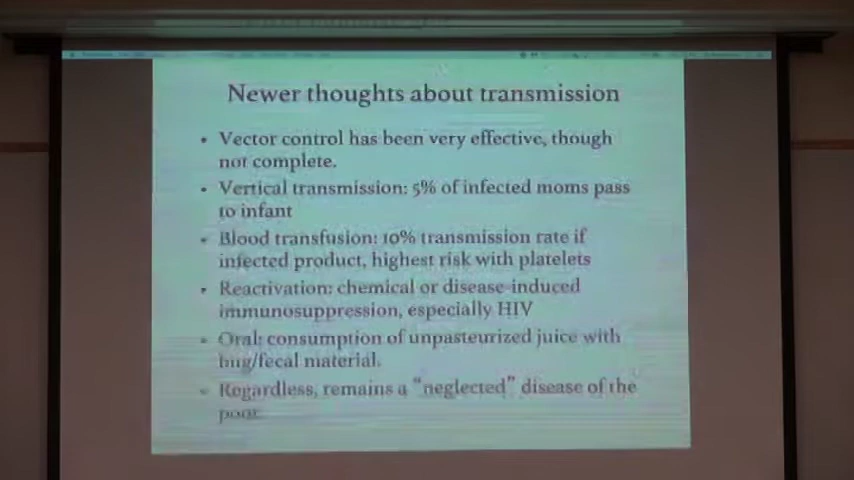 Newer thoughts about transmission
• Vector control has been very effective, though
not complete.
• Vertical transmission: 5% of infected moms pass
to infant
• Blood transfusion: 10% transmission rate if
infected product, highest risk with platelets
• Reactivation: chemical or disease-induced
immunosuppression, especially HIV
• Oral: consumption of unpasteurized juice with
bug/fecal material.
• Regardless, remains a “neglected” disease of the
poor